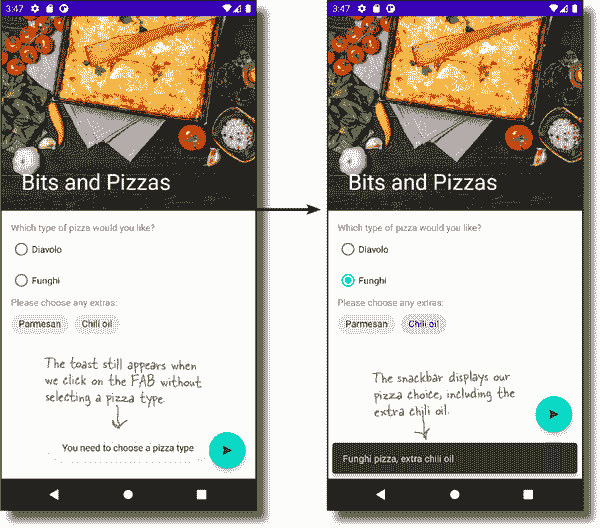 3:47
Bits and Pizzas
Which type of pizza would you like?
Diavolo
Funghi
Please choose any extras:
Parmesan
Chili oil
The toast still appears when
we click on the FAB without
selecting a pizza type.
You need to choose a pizza type
3:47
Bits and Pizzas
Which type of pizza would you like?
Diavolo
Funghi
Please choose any extras:
Parmesan
Chili oil
The snackbar displays our
pizza choice, including the
extra chili oil.
Funghi pizza, extra chili oil